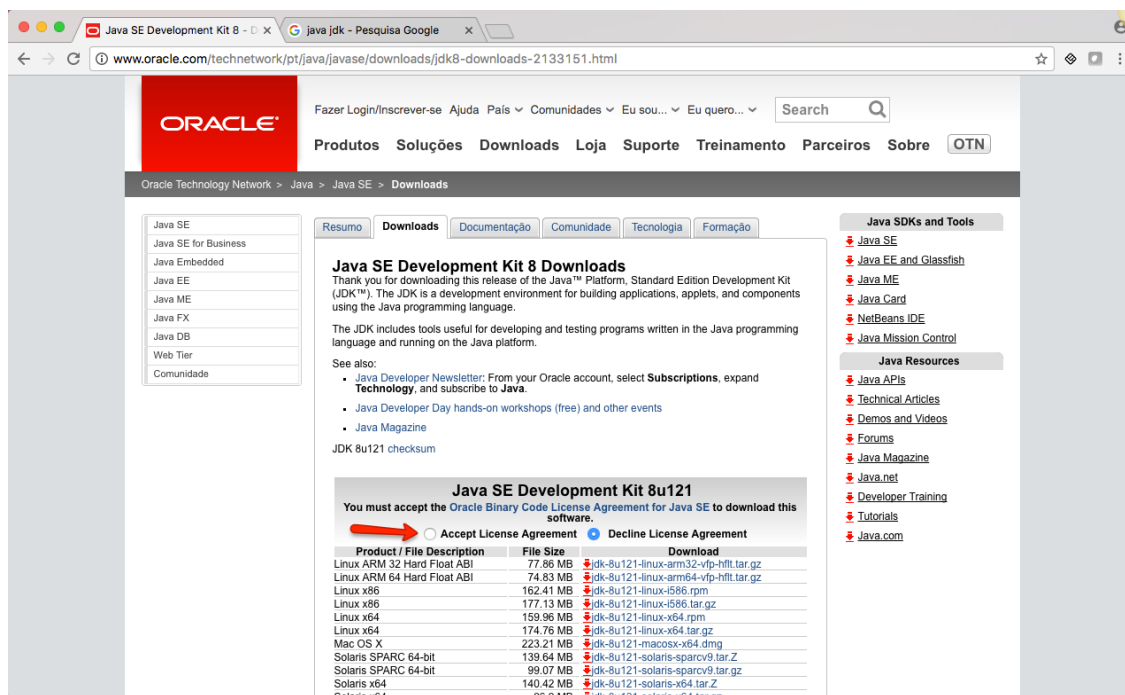 Java SE Development Kit 8 - D
java jdk - Pesquisa Google
www.oracle.com/technetwork/pt/java/javase/downloads/jdk8-downloads-2133151.html
ORACLE
Fazer Login/Inscrever-se Ajuda País Comunidades Eu sou... Eu quero... Search
Produtos Soluções Downloads Loja Suporte Treinamento Parceiros Sobre OTN
Oracle Technology Network > Java > Java SE > Downloads
Java SE
Java SE for Business
Java Embedded
Java EE
Java ME
Java FX
Java DB
Web Tier
Comunidade
Resumo Downloads Documentação Comunidade Tecnologia Formação
Java SE Development Kit 8 Downloads
Thank you for downloading this release of the Java™ Platform, Standard Edition Development Kit
(JDK™). The JDK is a development environment for building applications, applets, and components
using the Java programming language.
The JDK includes tools useful for developing and testing programs written in the Java programming
language and running on the Java platform.
See also:
Java Developer Newsletter: From your Oracle account, select Subscriptions, expand
Technology, and subscribe to Java.
Java Developer Day hands-on workshops (free) and other events
Java Magazine
JDK 8u121 checksum
Java SE Development Kit 8u121
You must accept the Oracle Binary Code License Agreement for Java SE to download this
software.
Accept License Agreement Decline License Agreement
Product / File Description File Size Download
Linux ARM 32 Hard Float ABI 77.86 MB jdk-8u121-linux-arm32-vfp-hflt.tar.gz
Linux ARM 64 Hard Float ABI 74.83 MB jdk-8u121-linux-arm64-vfp-hflt.tar.gz
Linux x86 162.41 MB jdk-8u121-linux-i586.rpm
Linux x86 177.13 MB jdk-8u121-linux-i586.tar.gz
Linux x64 159.96 MB jdk-8u121-linux-x64.rpm
Linux x64 174.76 MB jdk-8u121-linux-x64.tar.gz
Mac OS X 223.21 MB jdk-8u121-macosx-x64.dmg
Solaris SPARC 64-bit 139.64 MB jdk-8u121-solaris-sparcv9.tar.Z
Solaris SPARC 64-bit 99.07 MB jdk-8u121-solaris-sparcv9.tar.gz
Solaris x64 140.42 MB jdk-8u121-solaris-x64.tar.Z
Java SDKs and Tools
Java SE
Java EE and Glassfish
Java ME
Java Card
NetBeans IDE
Java Mission Control
Java Resources
Java APIs
Technical Articles
Demos and Videos
Forums
Java Magazine
Java.net
Developer Training
Tutorials
Java.com